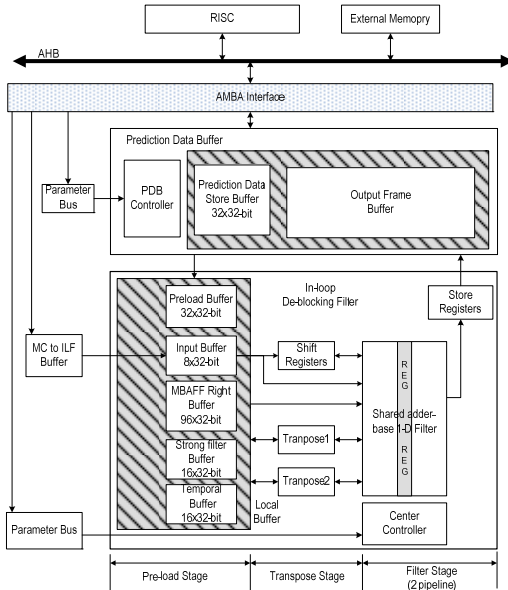 RISC
External Memopry
AHB
AMBA Interface
Prediction Data Buffer
Parameter
Bus
PDB
Controller
Prediction Data
Store Buffer
32x32-bit
Output Frame
Buffer
In-loop
De-blocking Filter
Store
Registers
Preload Buffer
32x32-bit
MC to ILF
Buffer
Input Buffer
8x32-bit
Shift
Registers
MBAFF Right
Buffer
96x32-bit
REG
Shared adder-
base 1-D Filter
REG
Strong filter
Buffer
16x32-bit
Tranpose1
Tranpose2
Temporal
Buffer
16x32-bit
Local
Buffer
Parameter Bus
Center
Controller
Pre-load Stage
Transpose Stage
Filter Stage
(2 pipeline)